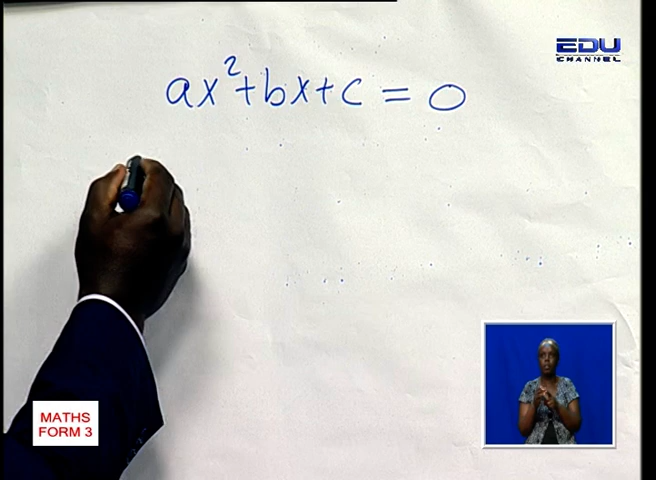 EDU
CHANNEL
ax²+bx+c = 0
MATHS
FORM 3